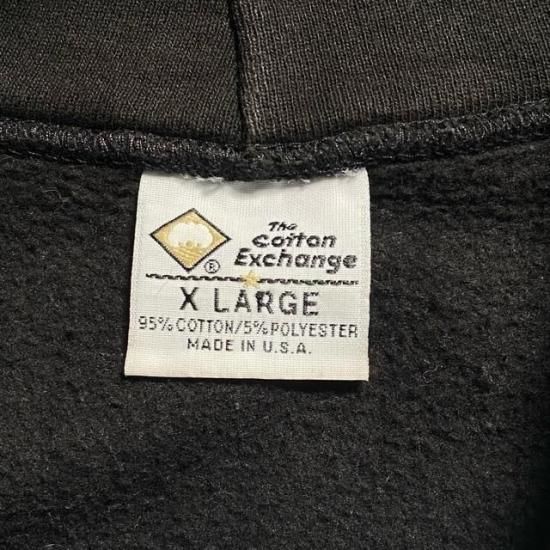 The
Cotton
Exchange
®
X LARGE
95% COTTON/5% POLYESTER
MADE IN U.S.A.